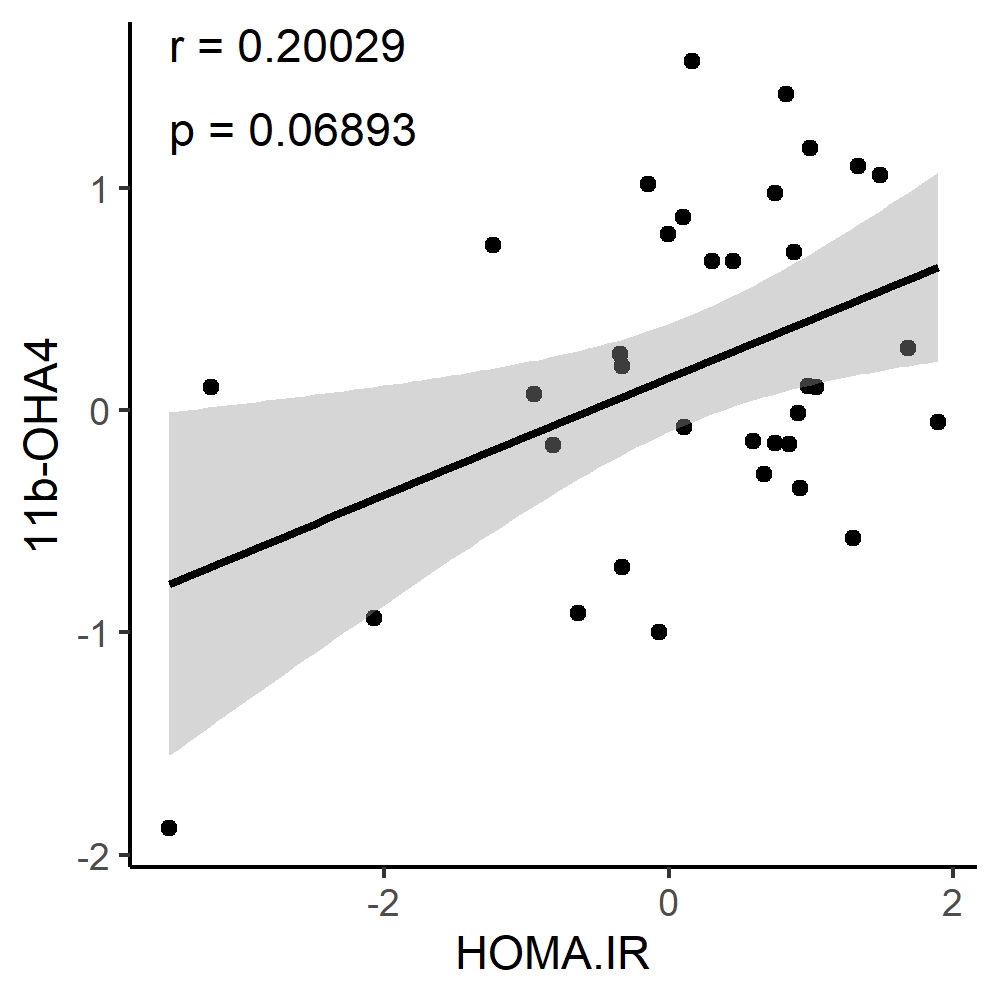 r = 0.20029
p = 0.06893
1
0
-1
-2
11b-OHA4
-2 0 2
HOMA.IR